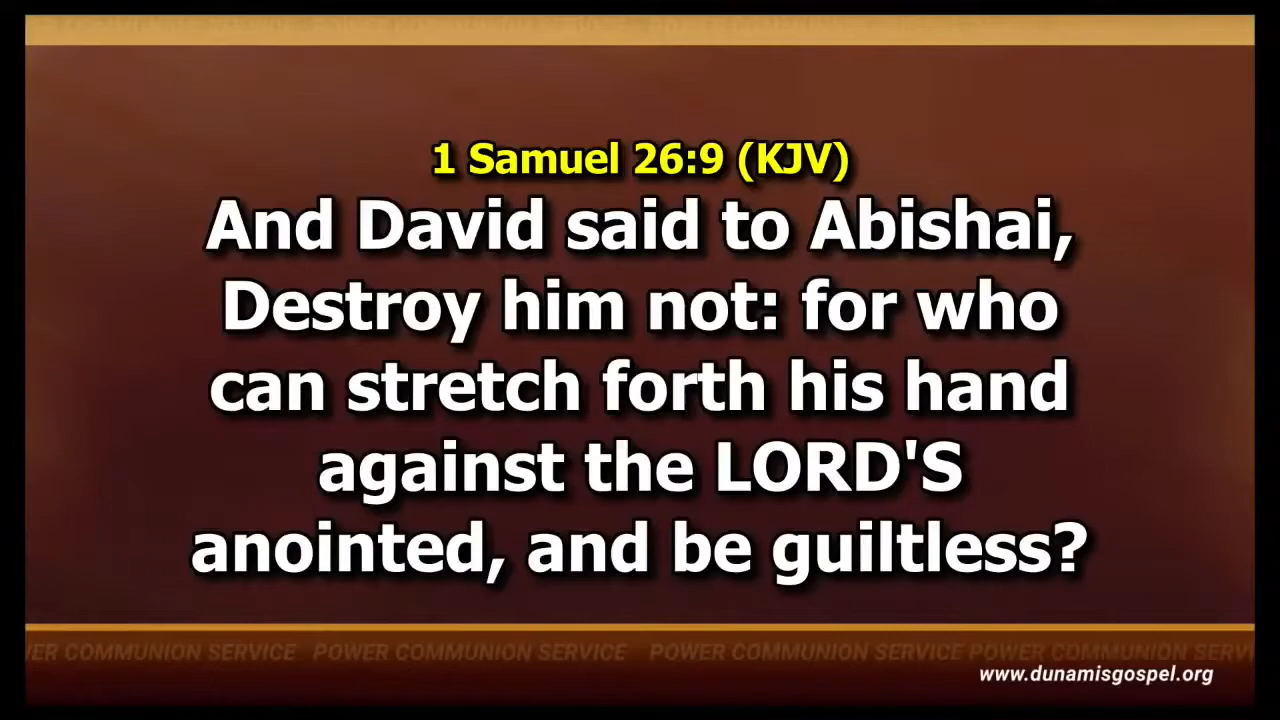 1 Samuel 26:9 (KJV)
And David said to Abishai,
Destroy him not: for who
can stretch forth his hand
against the LORD'S
anointed, and be guiltless?
ER COMMUNION SERVICE POWER COMMUNION SERVICE POWER COMMUNION SERVICE POWER COMMUNION SERV
www.dunamisgospel.org